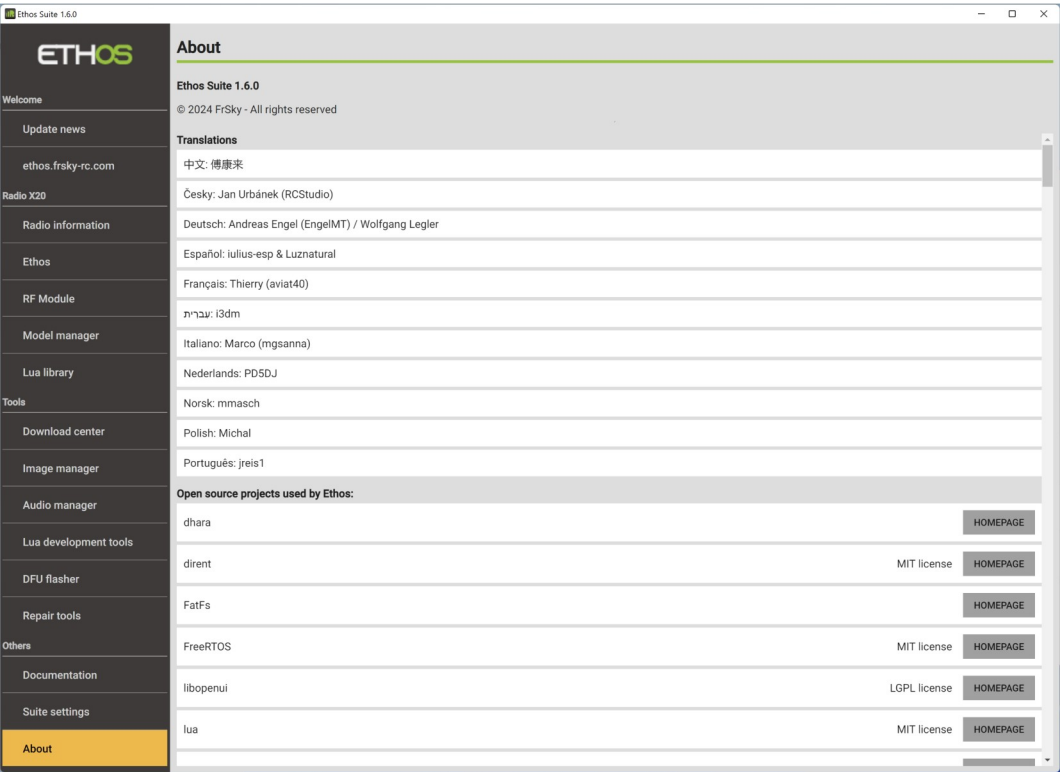 Ethos Suite 1.6.0
ETHOS
Welcome
Update news
ethos.frsky-rc.com
Radio X20
Radio information
Ethos
RF Module
Model manager
Lua library
Tools
Download center
Image manager
Audio manager
Lua development tools
DFU flasher
Repair tools
Others
Documentation
Suite settings
About
About
Ethos Suite 1.6.0
© 2024 FrSky - All rights reserved
Translations
中文: 傅康来
Česky: Jan Urbánek (RCStudio)
Deutsch: Andreas Engel (EngelMT) / Wolfgang Legler
Español: iulius-esp & Luznatural
Français: Thierry (aviat40)
עברית: i3dm
Italiano: Marco (mgsanna)
Nederlands: PD5DJ
Norsk: mmasch
Polish: Michal
Português: jreis1
Open source projects used by Ethos:
dhara HOMEPAGE
dirent MIT license HOMEPAGE
FatFs HOMEPAGE
FreeRTOS MIT license HOMEPAGE
libopenui LGPL license HOMEPAGE
lua MIT license HOMEPAGE